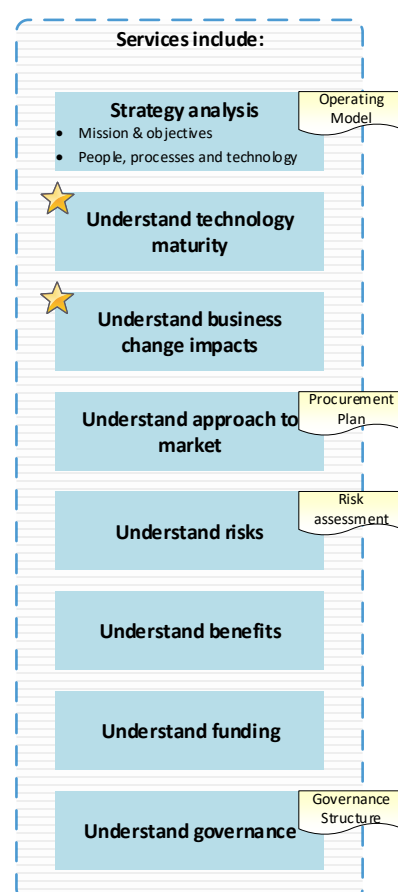 Services include:
Strategy analysis
• Mission & objectives
• People, processes and technology
Operating
Model
Understand technology
maturity
Understand business
change impacts
Understand approach to
market
Procurement
Plan
Understand risks
Risk
assessment
Understand benefits
Understand funding
Understand governance
Governance
Structure